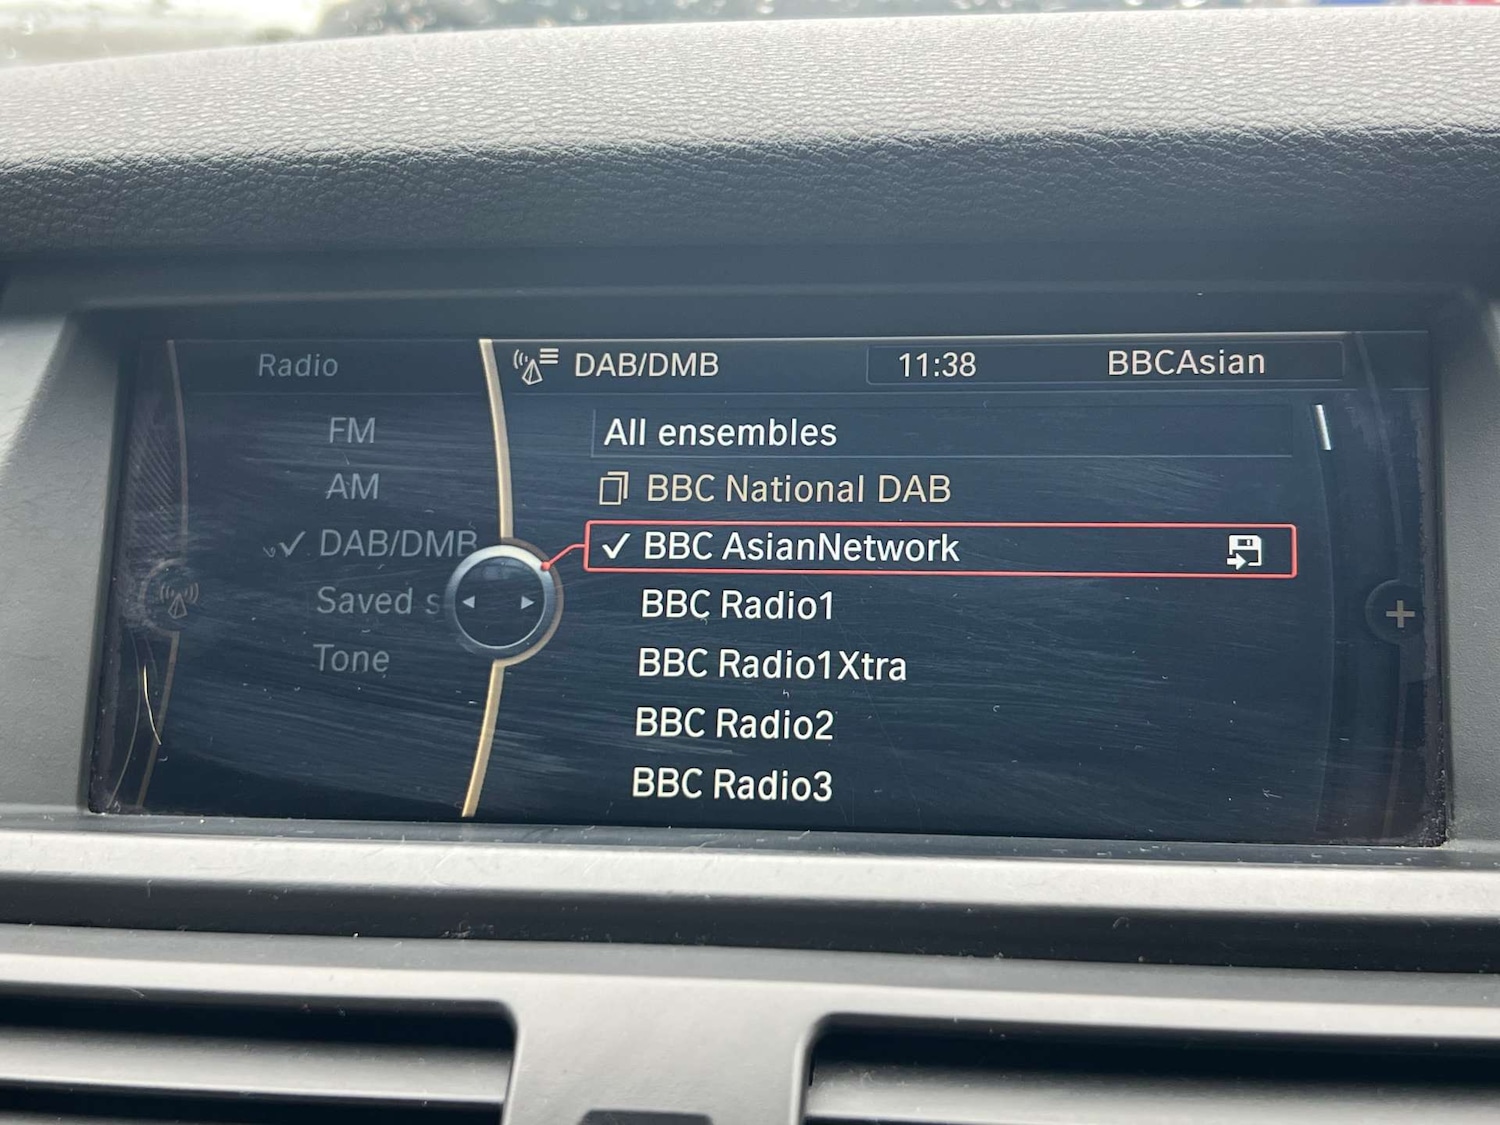 Radio
FM
AM
DAB/DMB
Saved s
Tone
DAB/DMB 11:38 BBCAsian
All ensembles
BBC National DAB
BBC AsianNetwork
BBC Radio1
BBC Radio1Xtra
BBC Radio2
BBC Radio3